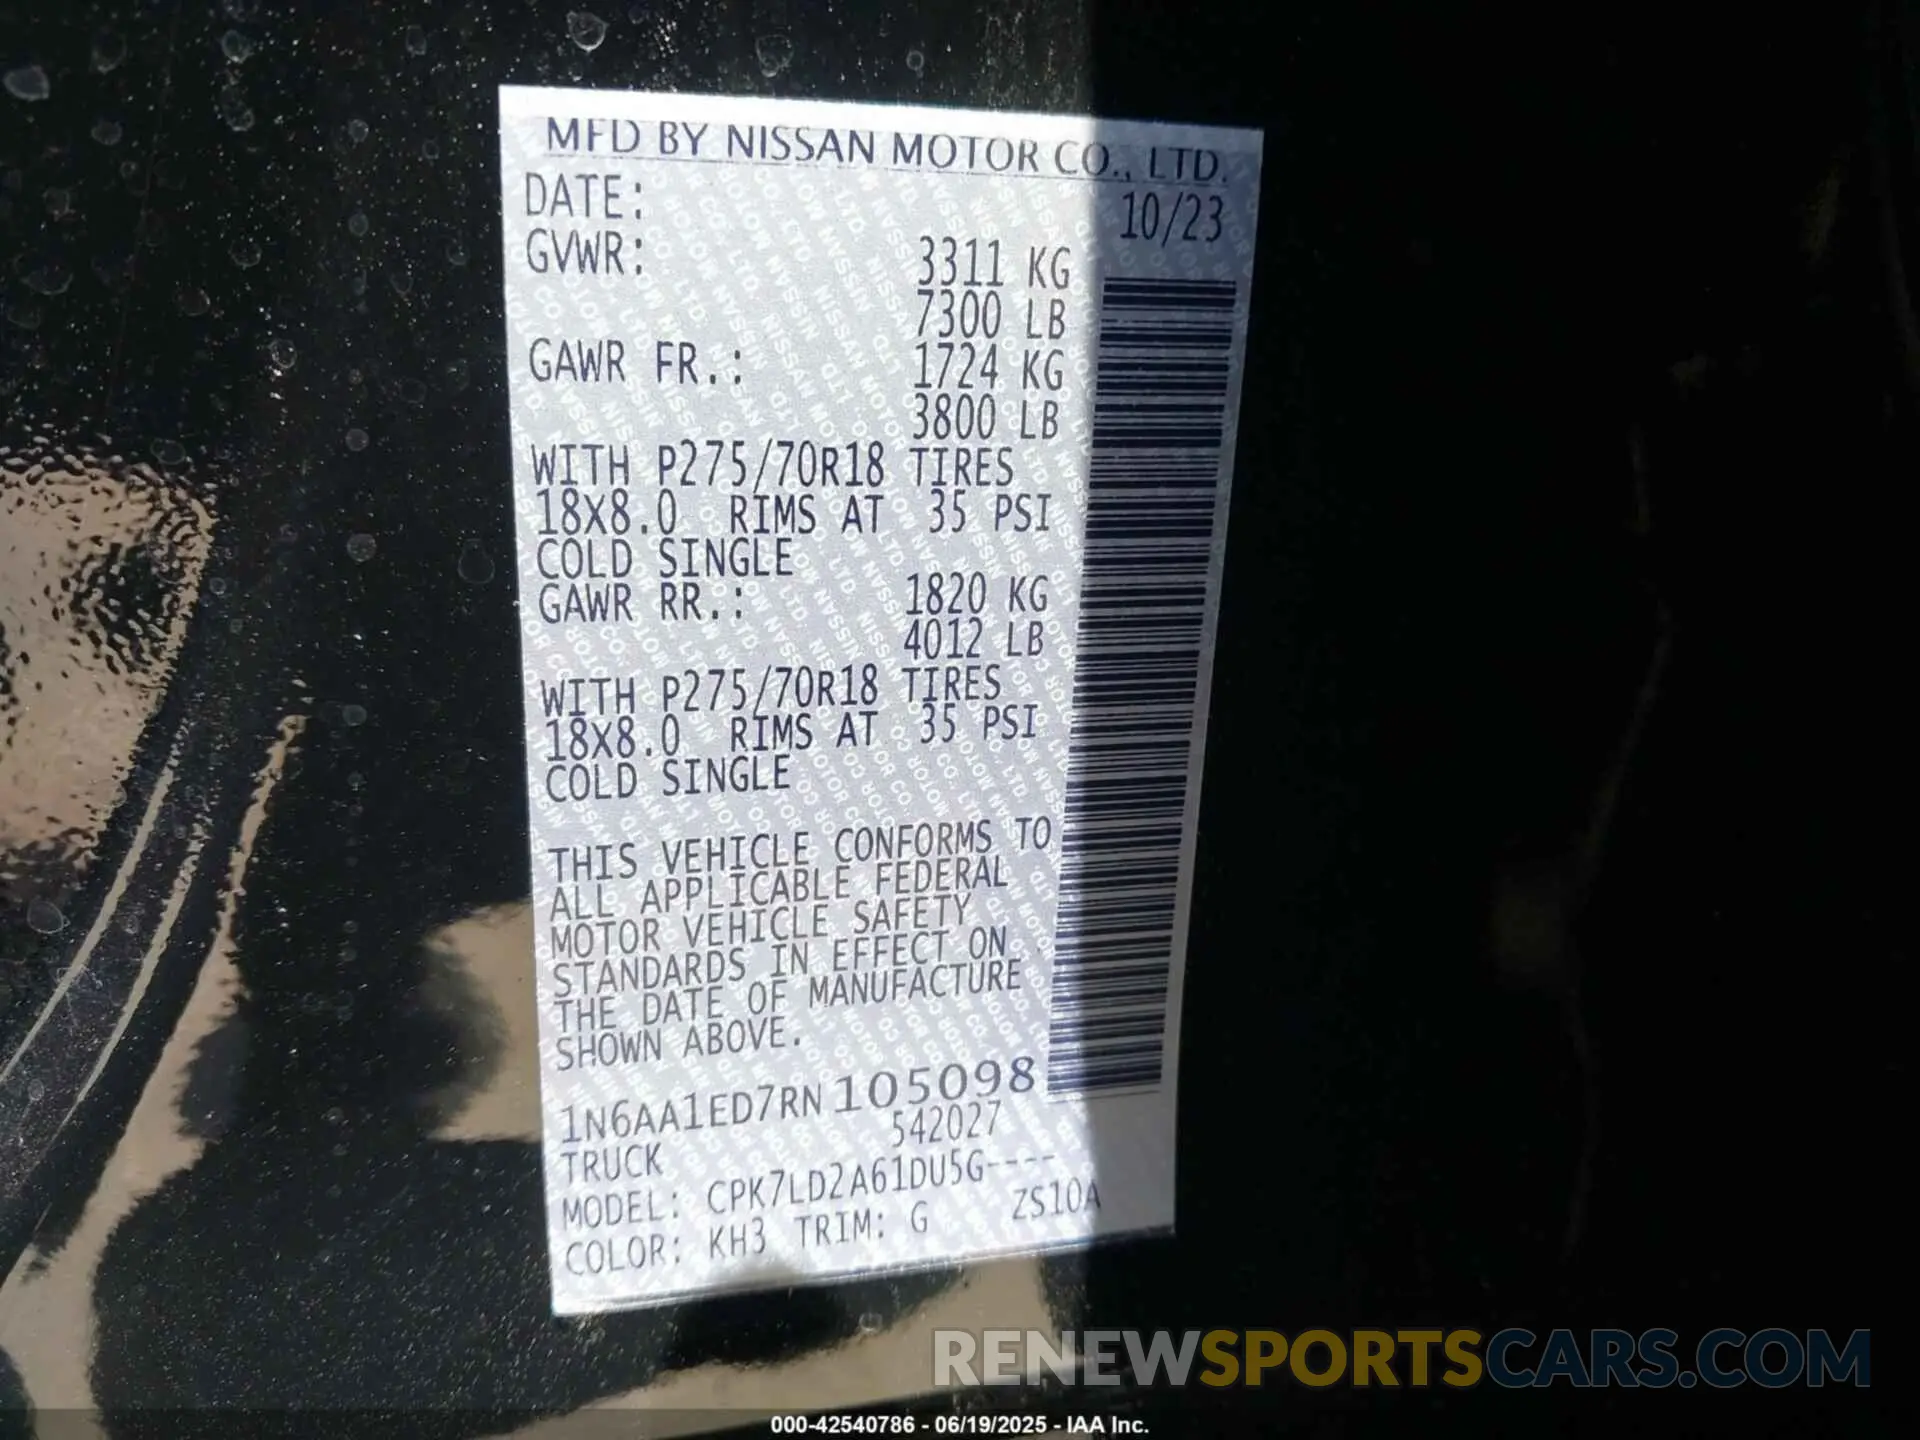 MFD BY NISSAN MOTOR CO., LTD.
DATE: 10/23
GVWR: 3311 KG
7300 LB
GAWR FR.: 1724 KG
3800 LB
WITH P275/70R18 TIRES
18X8.0 RIMS AT 35 PSI
COLD SINGLE
GAWR RR.: 1820 KG
4012 LB
WITH P275/70R18 TIRES
18X8.0 RIMS AT 35 PSI
COLD SINGLE
THIS VEHICLE CONFORMS TO
ALL APPLICABLE FEDERAL
MOTOR VEHICLE SAFETY
STANDARDS IN EFFECT ON
THE DATE OF MANUFACTURE
SHOWN ABOVE.
1N6AA1ED7RN105098
542027
TRUCK
MODEL: CPK7LD2A61DU5G----
COLOR: KH3 TRIM: G ZS10A
RENEWSPORTSCARS.COM
000-42540786 - 06/19/2025 - IAA Inc.